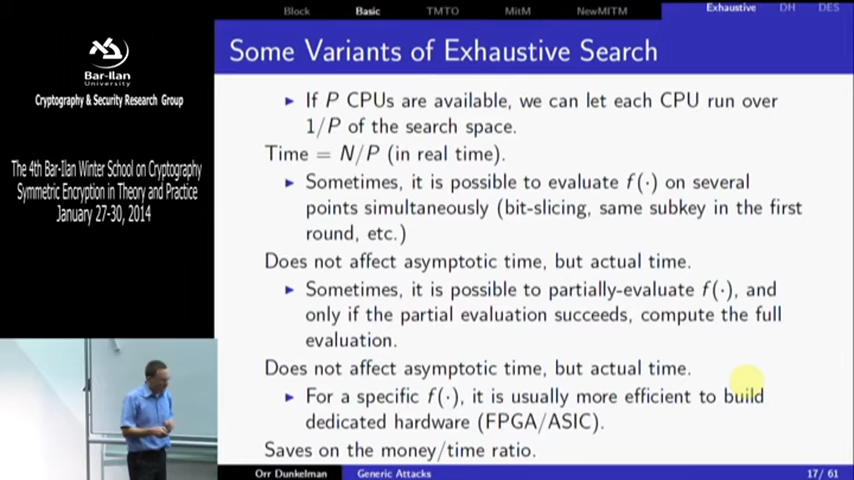 Block Basic TMTO MitM NewMITM Exhaustive DH DES
Bar-Ilan
University
Cryptography & Security Research Group
The 4th Bar-Ilan Winter School on Cryptography
Symmetric Encryption in Theory and Practice
January 27-30, 2014
Some Variants of Exhaustive Search
▶ If P CPUs are available, we can let each CPU run over
1/P of the search space.
Time = N/P (in real time).
▶ Sometimes, it is possible to evaluate f(·) on several
points simultaneously (bit-slicing, same subkey in the first
round, etc.)
Does not affect asymptotic time, but actual time.
▶ Sometimes, it is possible to partially-evaluate f(·), and
only if the partial evaluation succeeds, compute the full
evaluation.
Does not affect asymptotic time, but actual time.
▶ For a specific f(·), it is usually more efficient to build
dedicated hardware (FPGA/ASIC).
Saves on the money/time ratio.
Orr Dunkelman Generic Attacks 17/ 61